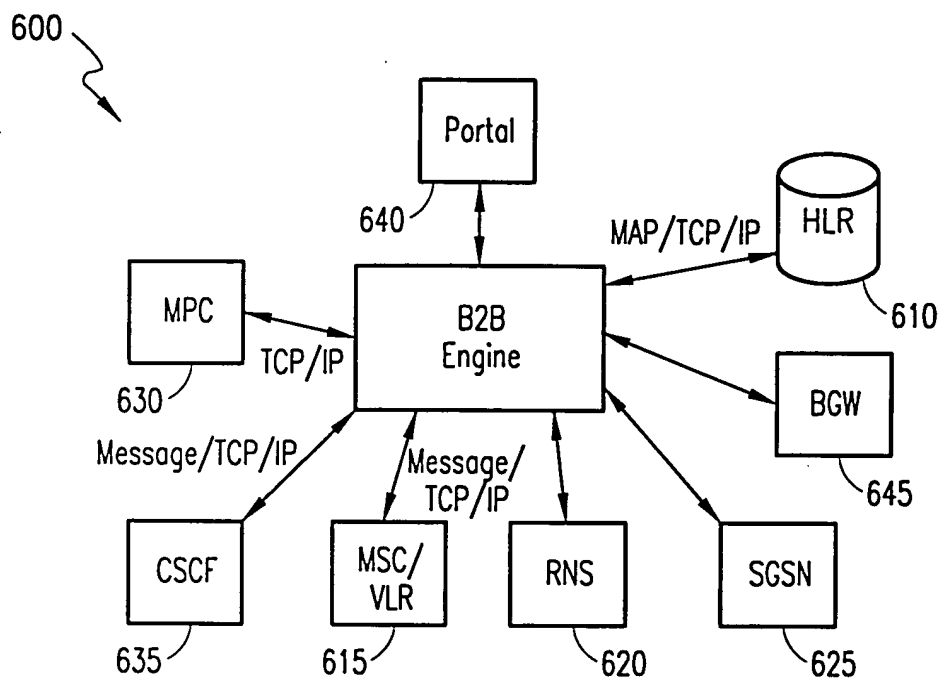 600
Portal
640
MAP/TCP/IP
HLR
610
MPC
630
TCP/IP
B2B
Engine
BGW
645
Message/TCP/IP
Message/
TCP/IP
CSCF
635
MSC/
VLR
615
RNS
620
SGSN
625